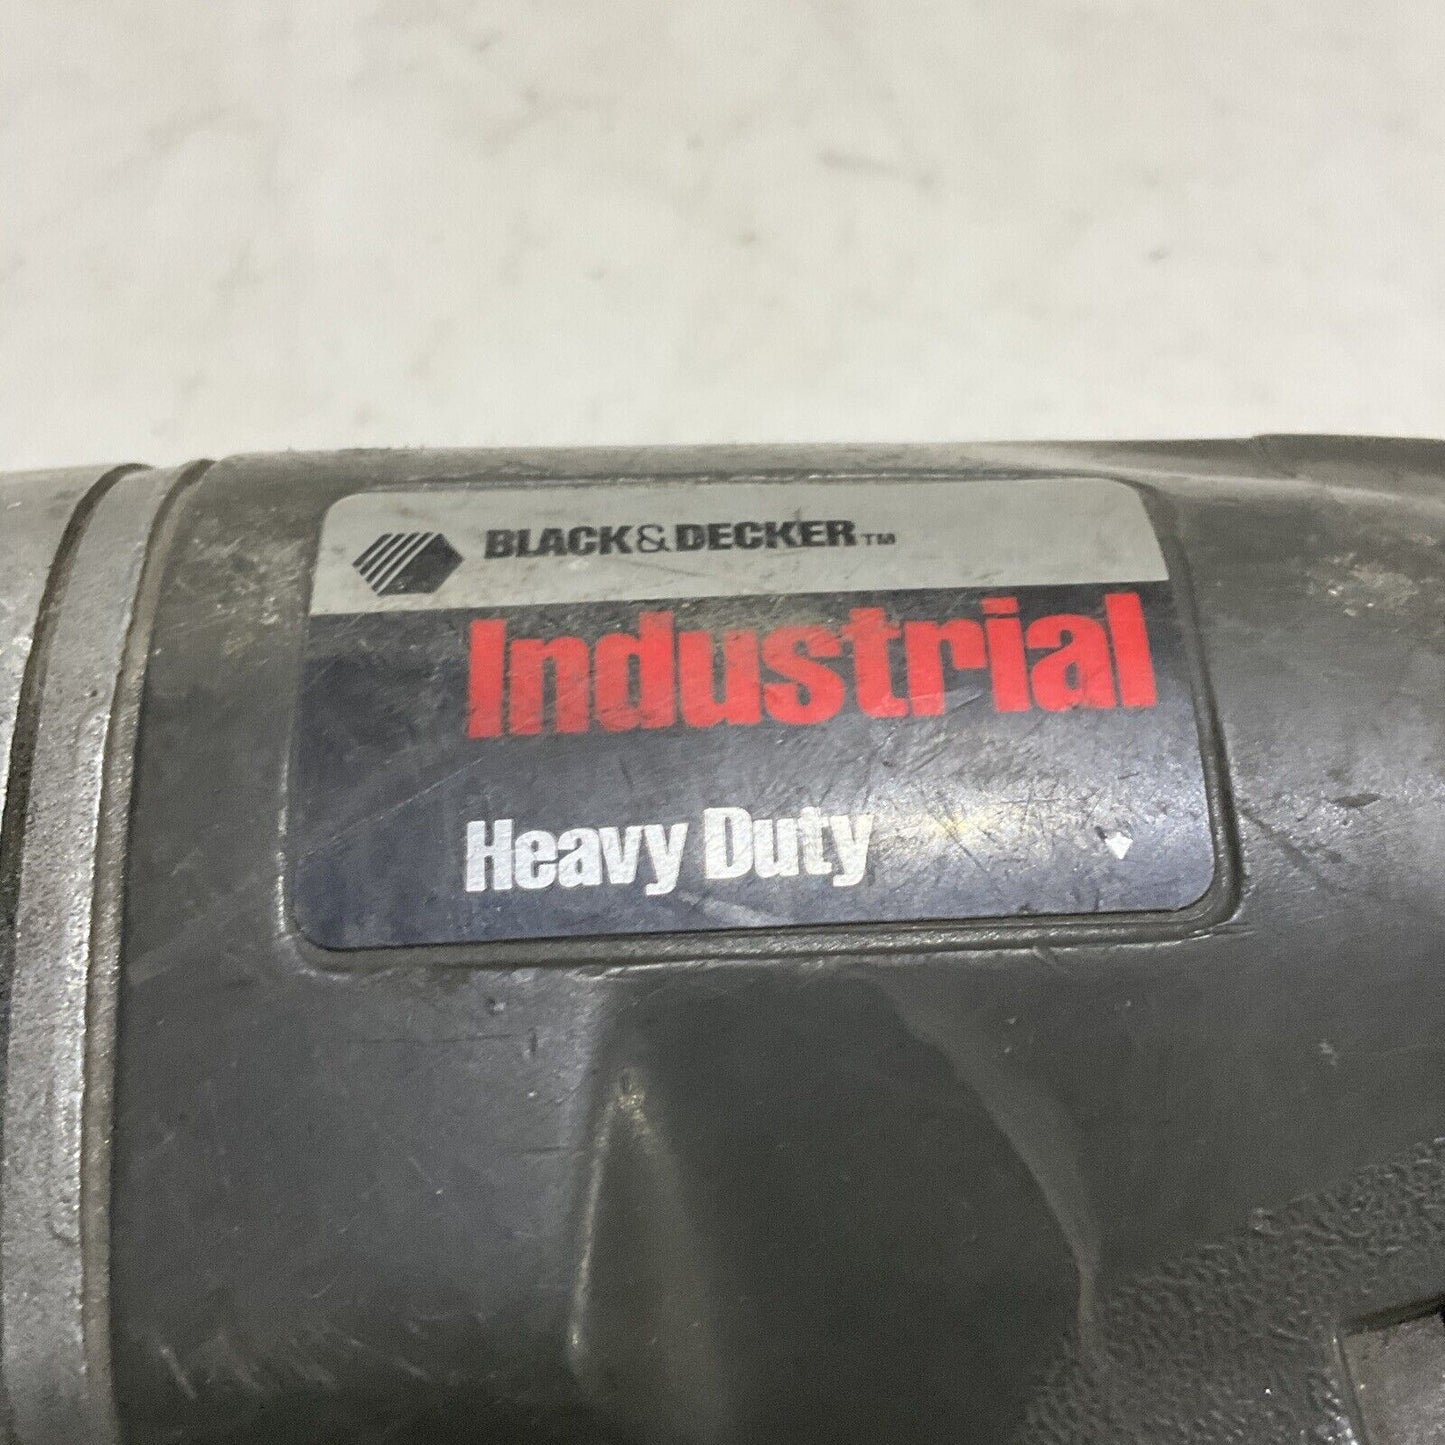 BLACK&DECKER™
Industrial
Heavy Duty